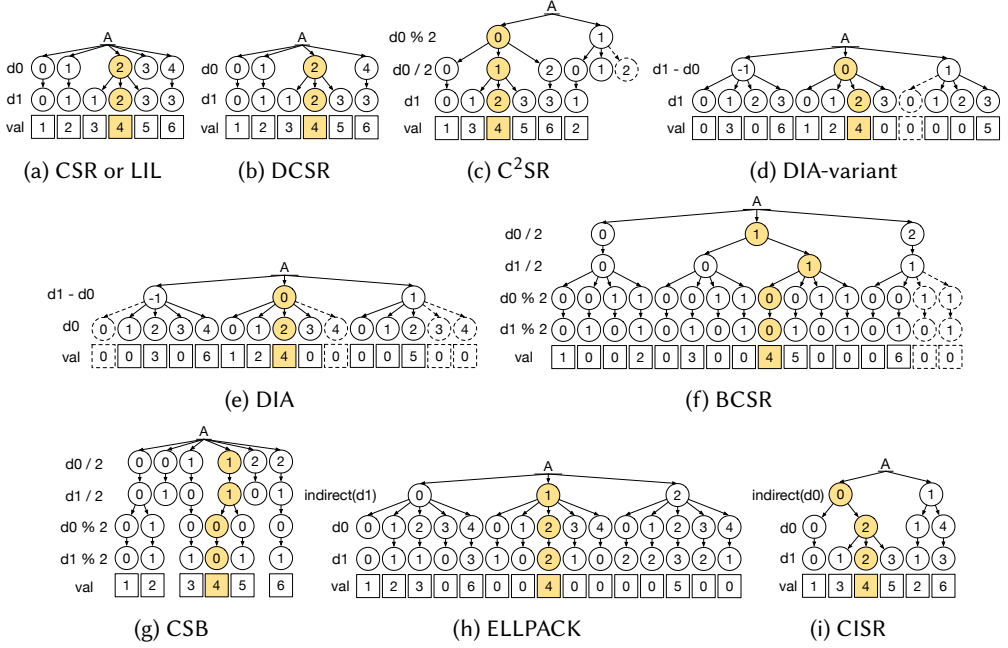 A
d0 0 1 2 3 4
d1 0 1 1 2 3 3
val 1 2 3 4 5 6
(a) CSR or LIL
A
d0 0 1 2 4
d1 0 1 1 2 3 3
val 1 2 3 4 5 6
(b) DCSR
A
d0 % 2 0 1
d0 / 2 0 1 2 0 1 2
d1 0 1 2 3 3 1
val 1 3 4 5 6 2
(c) C²SR
A
d1 - d0 -1 0 1
d1 0 1 2 3 0 1 2 3 0 1 2 3
val 0 3 0 6 1 2 4 0 0 0 0 5
(d) DIA-variant
A
d1 - d0 -1 0 1
d0 0 1 2 3 4 0 1 2 3 4 0 1 2 3 4
val 0 0 3 0 6 1 2 4 0 0 0 0 5 0 0
(e) DIA
A
d0 / 2 0 1 2
d1 / 2 0 0 1 1
d0 % 2 0 0 1 1 0 0 1 1 0 0 1 1 0 0 1 1
d1 % 2 0 1 0 1 0 1 0 1 0 1 0 1 0 1 0 1
val 1 0 0 2 0 3 0 0 4 5 0 0 0 6 0 0
(f) BCSR
A
d0 / 2 0 0 1 1 2 2
d1 / 2 0 1 0 1 0 1
d0 % 2 0 1 0 0 0 0
d1 % 2 0 1 1 0 1 1
val 1 2 3 4 5 6
(g) CSB
A
indirect(d1) 0 1 2
d0 0 1 2 3 4 0 1 2 3 4 0 1 2 3 4
d1 0 1 1 0 3 1 0 2 1 0 2 2 3 2 1
val 1 2 3 0 6 0 0 4 0 0 0 0 5 0 0
(h) ELLPACK
A
indirect(d0) 0 1
d0 0 2 1 4
d1 0 1 2 3 1 3
val 1 3 4 5 2 6
(i) CISR